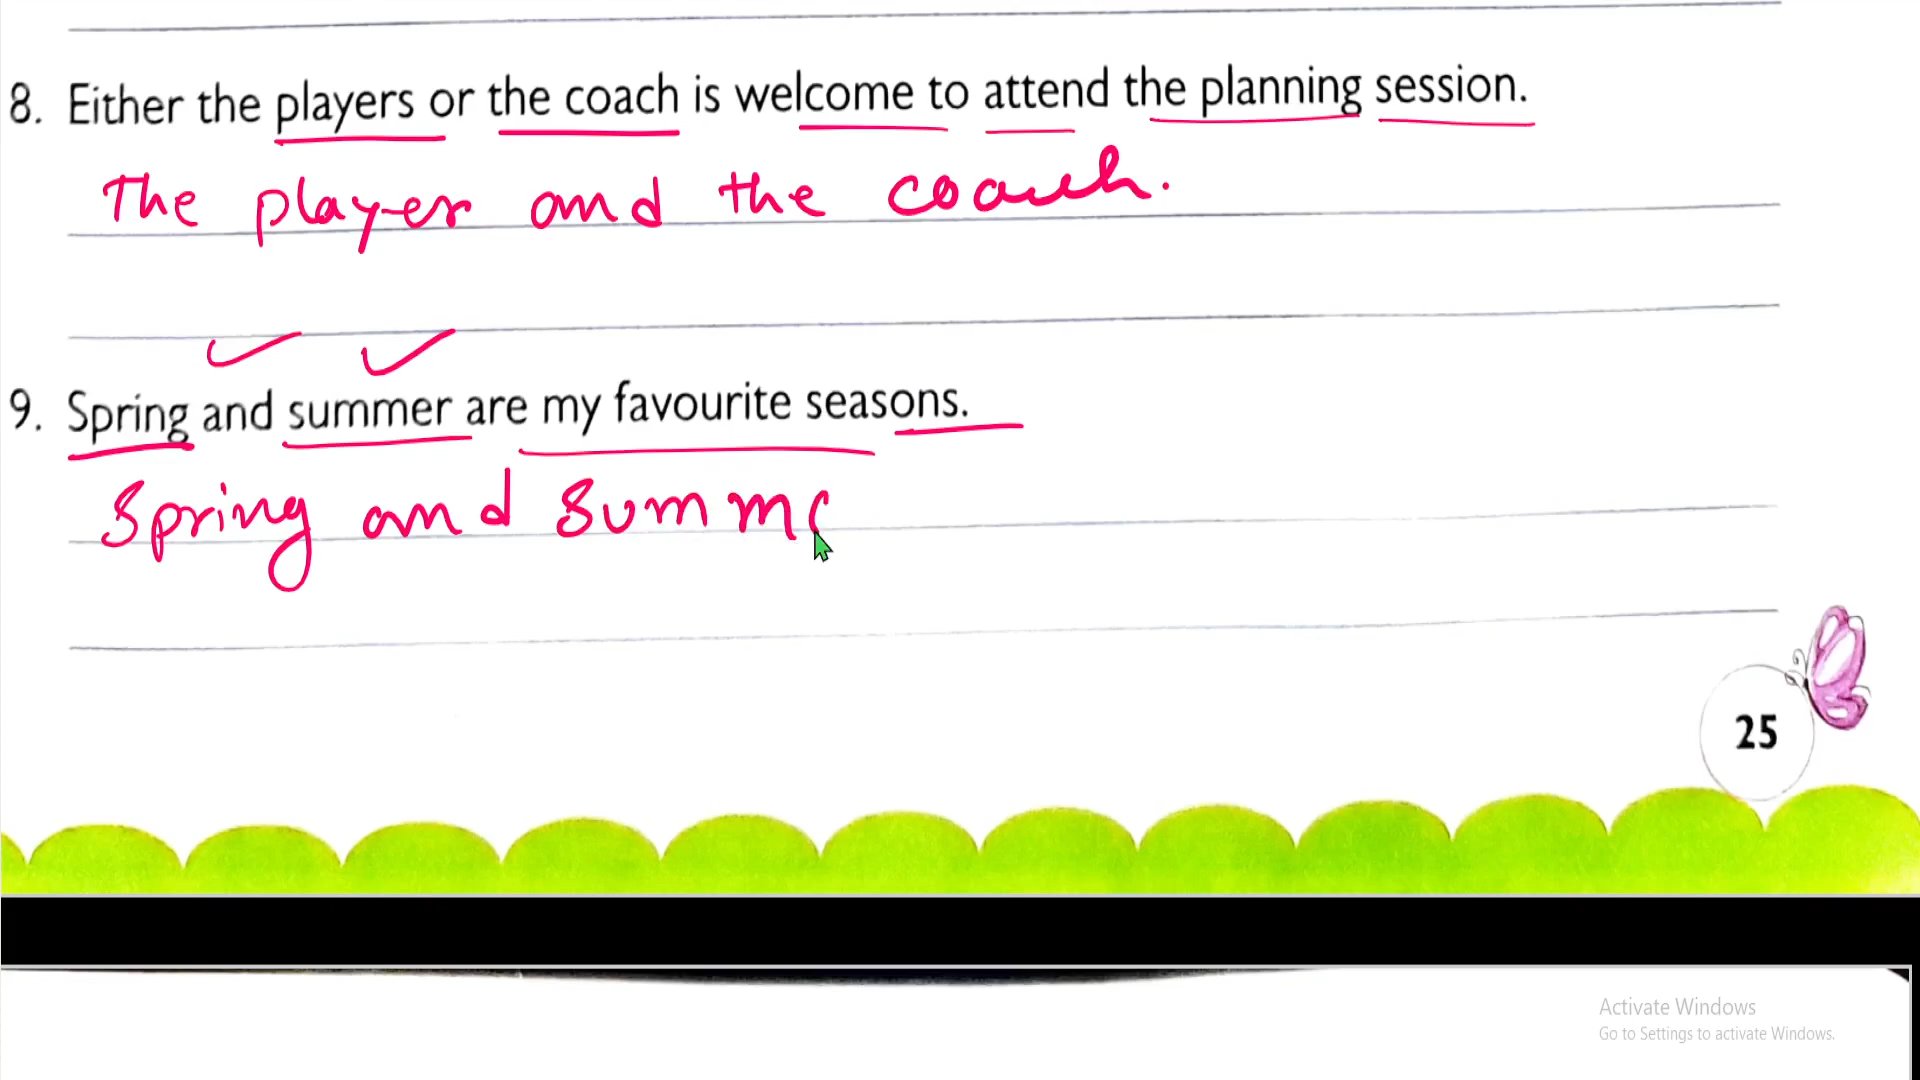 8. Either the players or the coach is welcome to attend the planning session.
The player and the coach.
9. Spring and summer are my favourite seasons.
Spring and Summ
25
Activate Windows
Go to Settings to activate Windows.